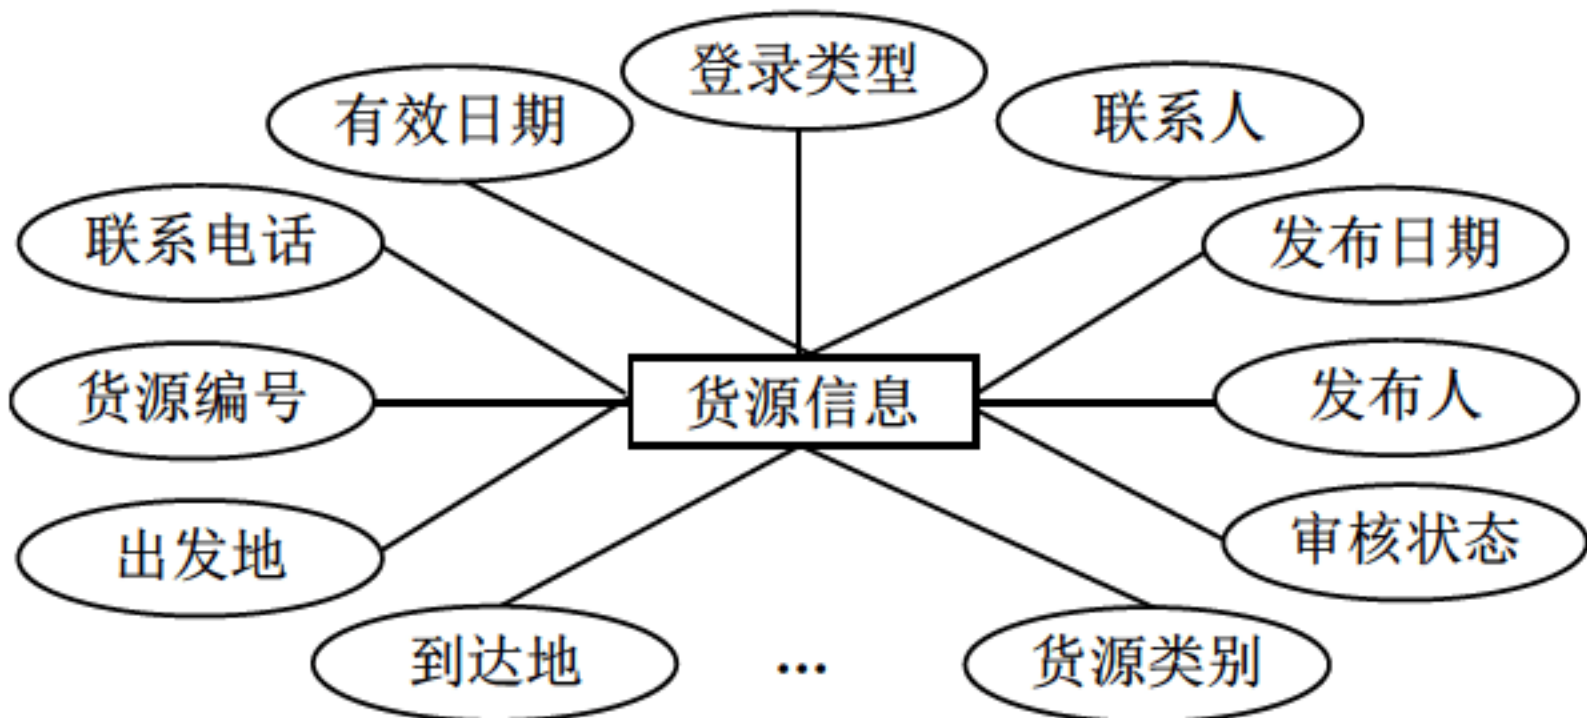 登录类型
有效日期
联系人
联系电话
发布日期
货源编号
货源信息
发布人
出发地
审核状态
到达地
...
货源类别